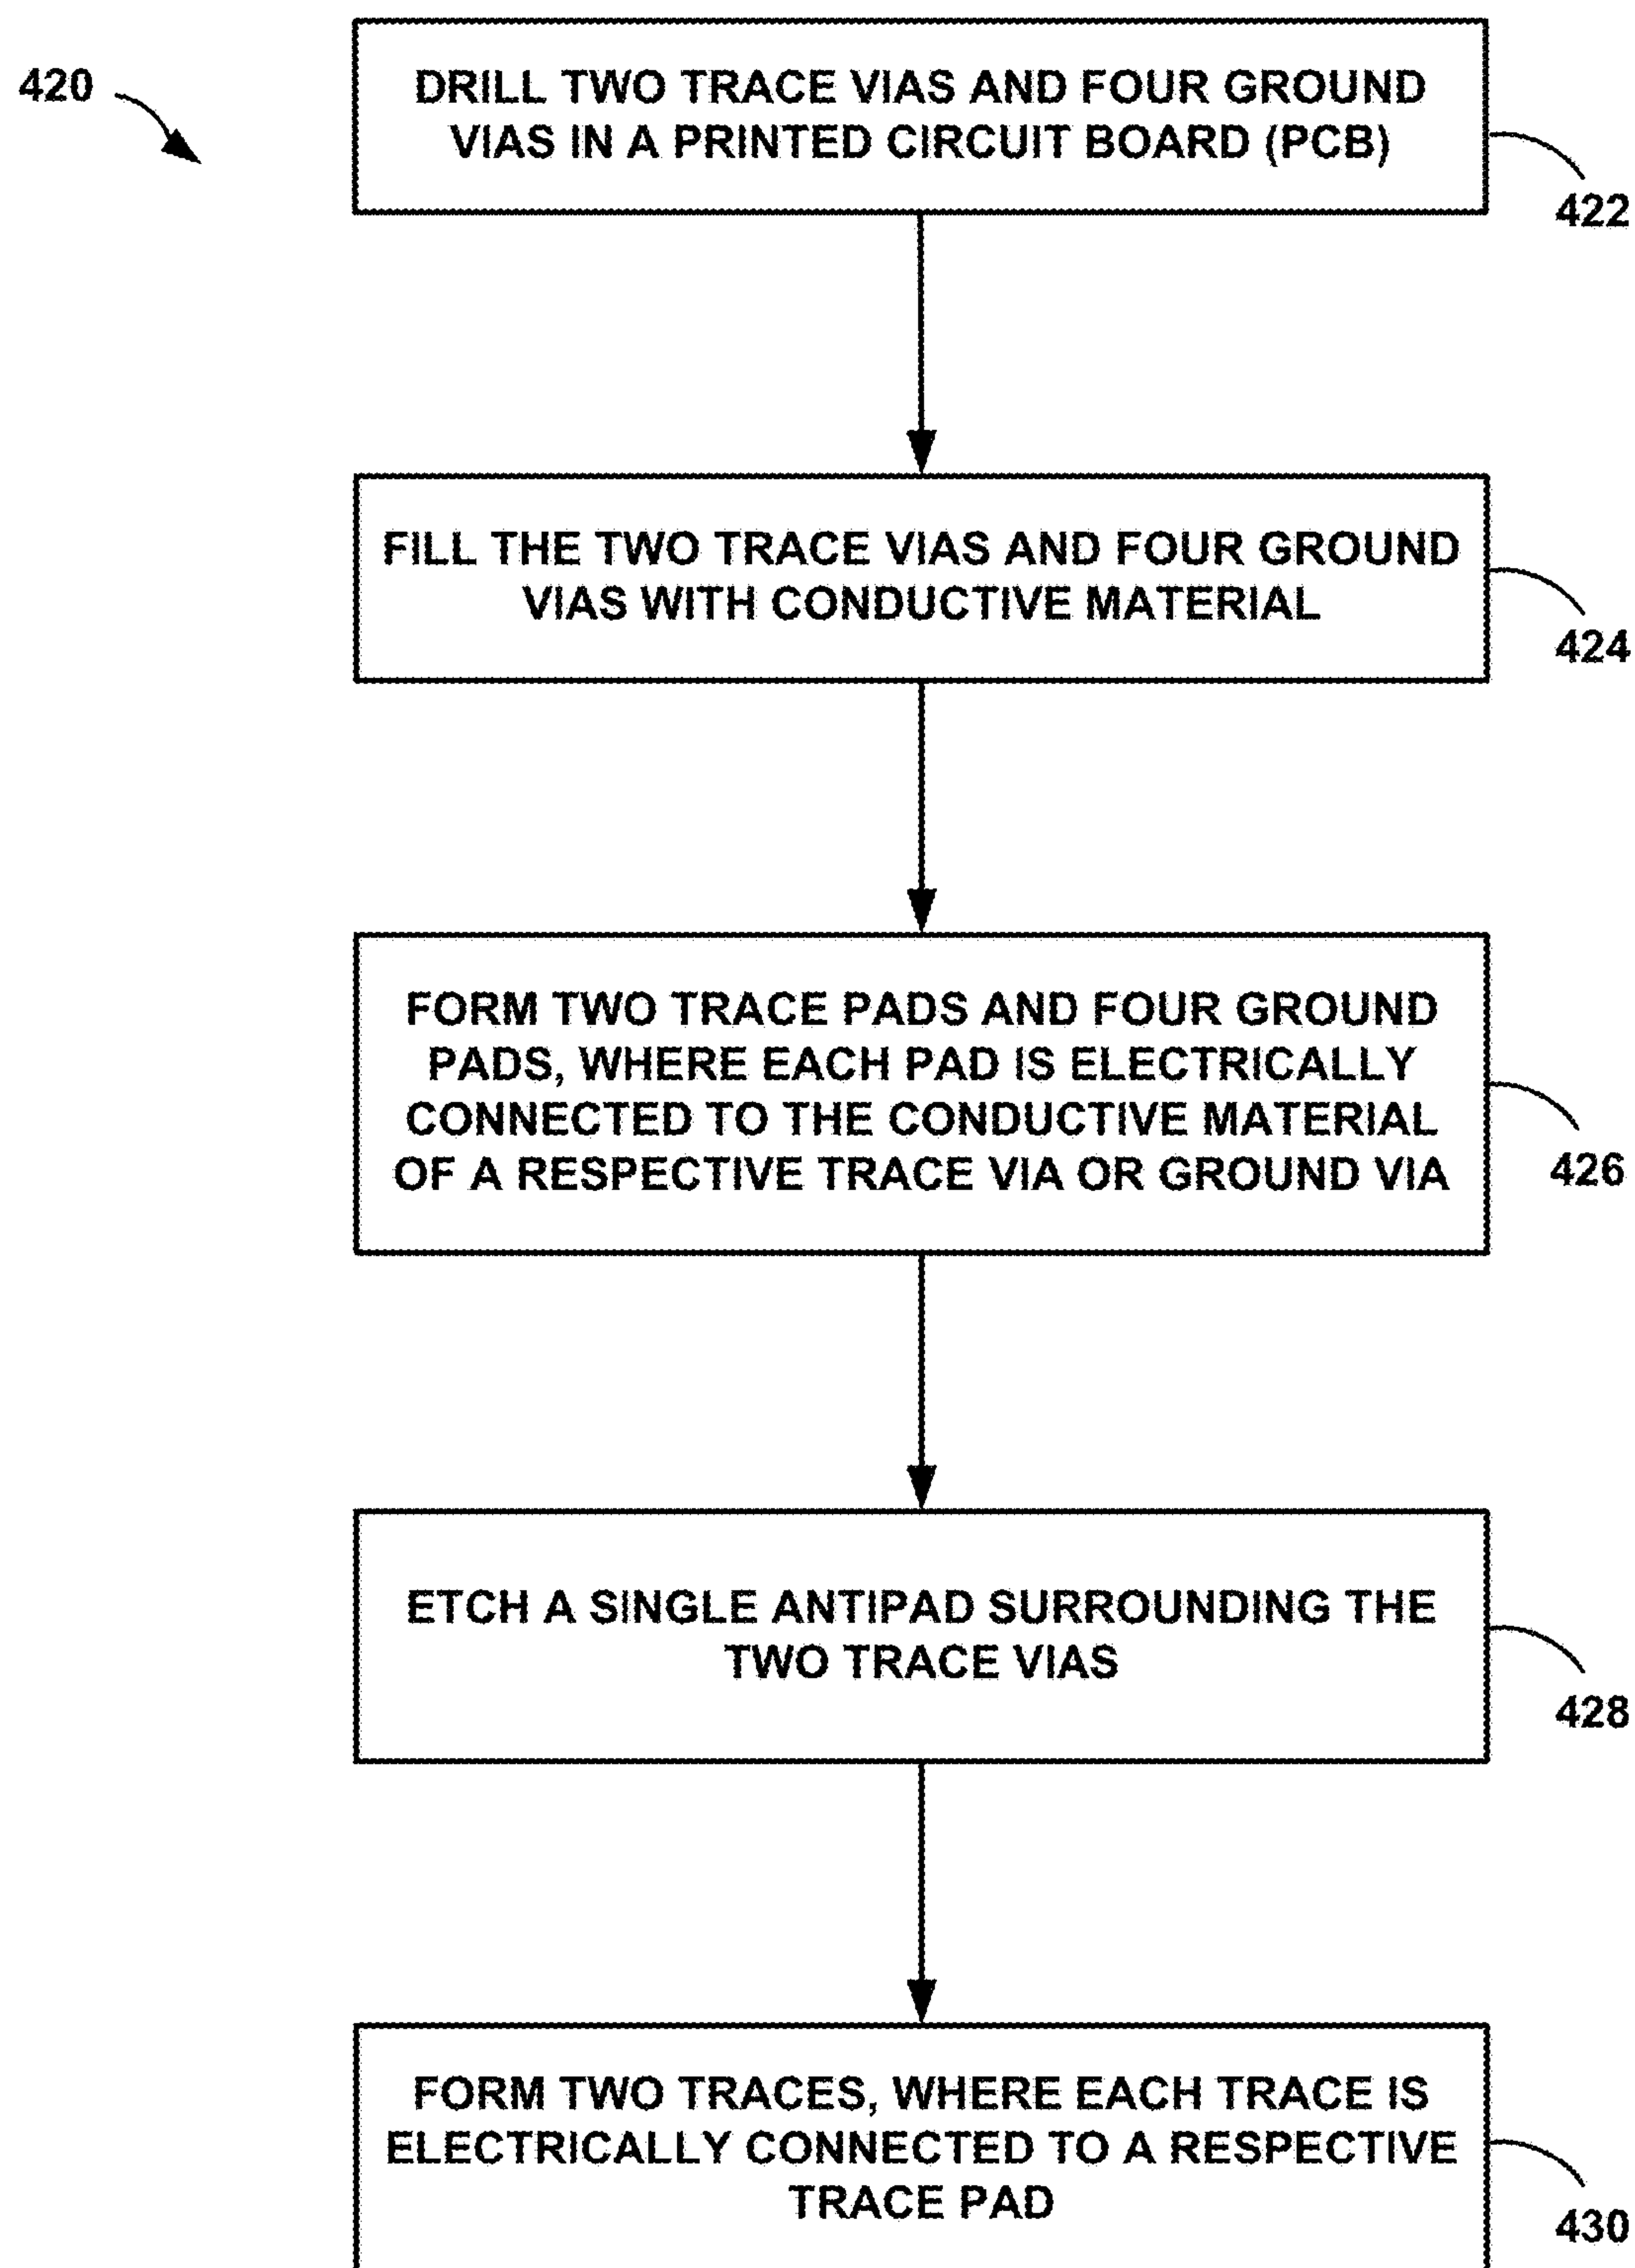 420
DRILL TWO TRACE VIAS AND FOUR GROUND
VIAS IN A PRINTED CIRCUIT BOARD (PCB)
422
FILL THE TWO TRACE VIAS AND FOUR GROUND
VIAS WITH CONDUCTIVE MATERIAL
424
FORM TWO TRACE PADS AND FOUR GROUND
PADS, WHERE EACH PAD IS ELECTRICALLY
CONNECTED TO THE CONDUCTIVE MATERIAL
OF A RESPECTIVE TRACE VIA OR GROUND VIA
426
ETCH A SINGLE ANTIPAD SURROUNDING THE
TWO TRACE VIAS
428
FORM TWO TRACES, WHERE EACH TRACE IS
ELECTRICALLY CONNECTED TO A RESPECTIVE
TRACE PAD
430